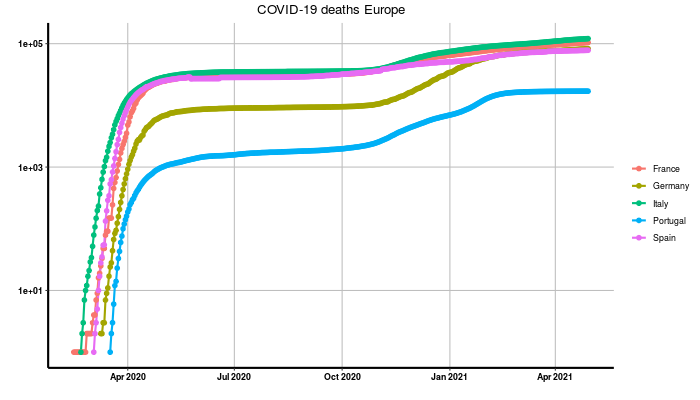 COVID-19 deaths Europe
1e+05
1e+03
1e+01
Apr 2020
Jul 2020
Oct 2020
Jan 2021
Apr 2021
France
Germany
Italy
Portugal
Spain